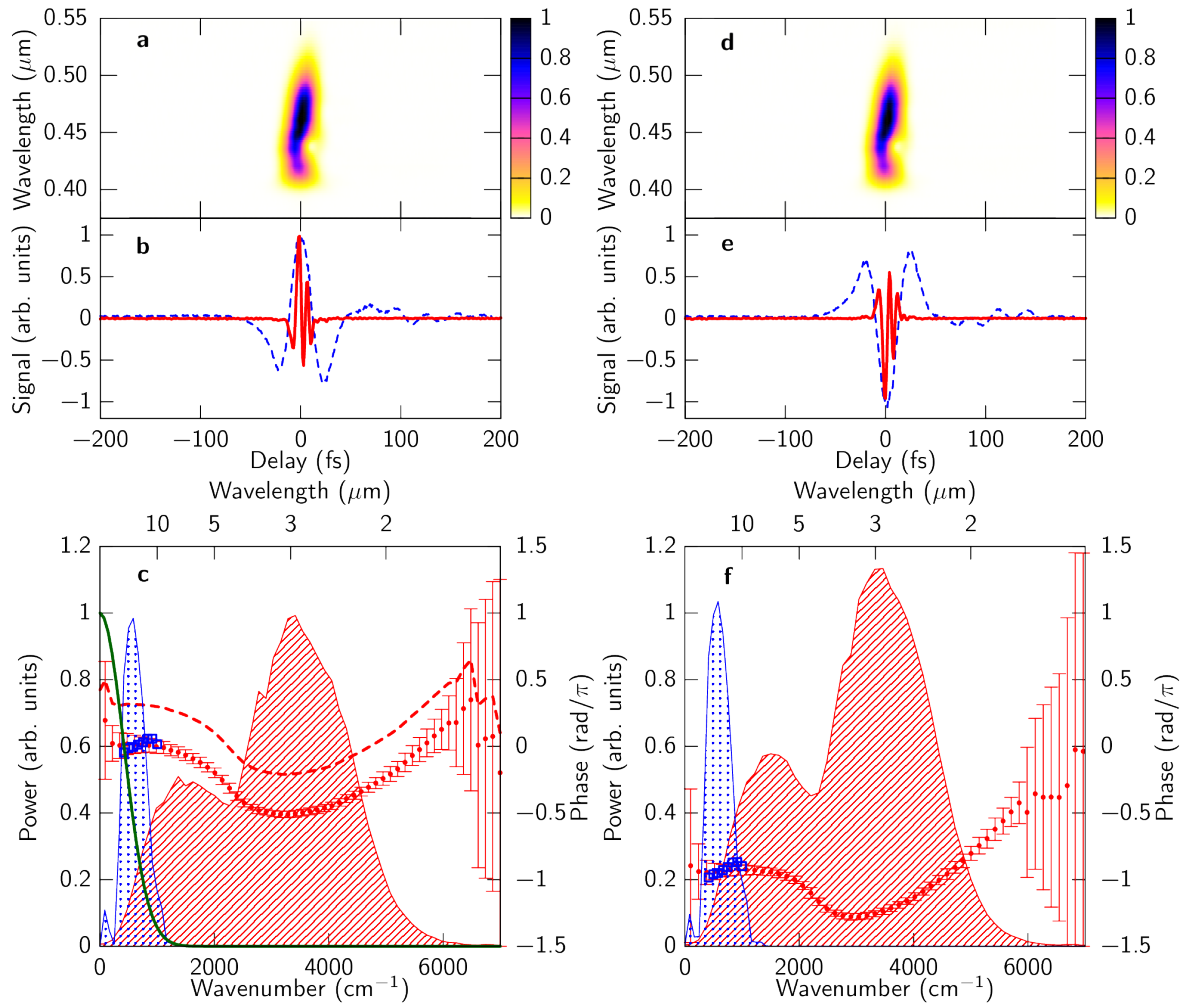 a
Wavelength (μm)
0.55
0.50
0.45
0.40
1
0.8
0.6
0.4
0.2
0
d
Wavelength (μm)
0.55
0.50
0.45
0.40
1
0.8
0.6
0.4
0.2
0
b
Signal (arb. units)
1
0.5
0
−0.5
−1
−200 −100 0 100 200
Delay (fs)
e
Signal (arb. units)
1
0.5
0
−0.5
−1
−200 −100 0 100 200
Delay (fs)
Wavelength (μm)
10 5 3 2
c
Power (arb. units)
1.2
1
0.8
0.6
0.4
0.2
0
1.5
1
0.5
0
−0.5
−1
−1.5
Phase (rad/π)
0 2000 4000 6000
Wavenumber (cm⁻¹)
Wavelength (μm)
10 5 3 2
f
Power (arb. units)
1.2
1
0.8
0.6
0.4
0.2
0
1.5
1
0.5
0
−0.5
−1
−1.5
Phase (rad/π)
0 2000 4000 6000
Wavenumber (cm⁻¹)